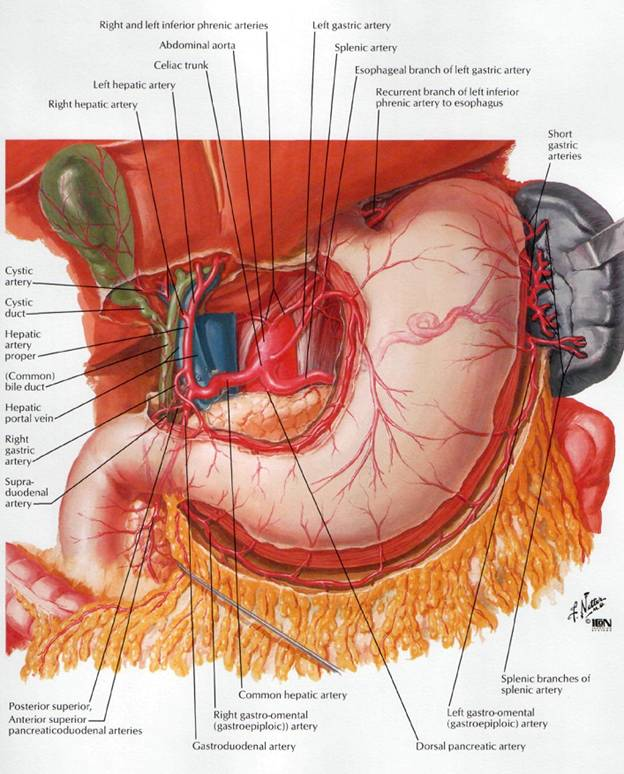 Right and left inferior phrenic arteries
Abdominal aorta
Celiac trunk
Left hepatic artery
Right hepatic artery
Left gastric artery
Splenic artery
Esophageal branch of left gastric artery
Recurrent branch of left inferior
phrenic artery to esophagus
Short
gastric
arteries
Cystic
artery
Cystic
duct
Hepatic
artery
proper
(Common)
bile duct
Hepatic
portal vein
Right
gastric
artery
Supra-
duodenal
artery
F. Netter
Posterior superior,
Anterior superior
pancreaticoduodenal arteries
Common hepatic artery
Right gastro-omental
(gastroepiploic)) artery
Gastroduodenal artery
Splenic branches of
splenic artery
Left gastro-omental
(gastroepiploic) artery
Dorsal pancreatic artery